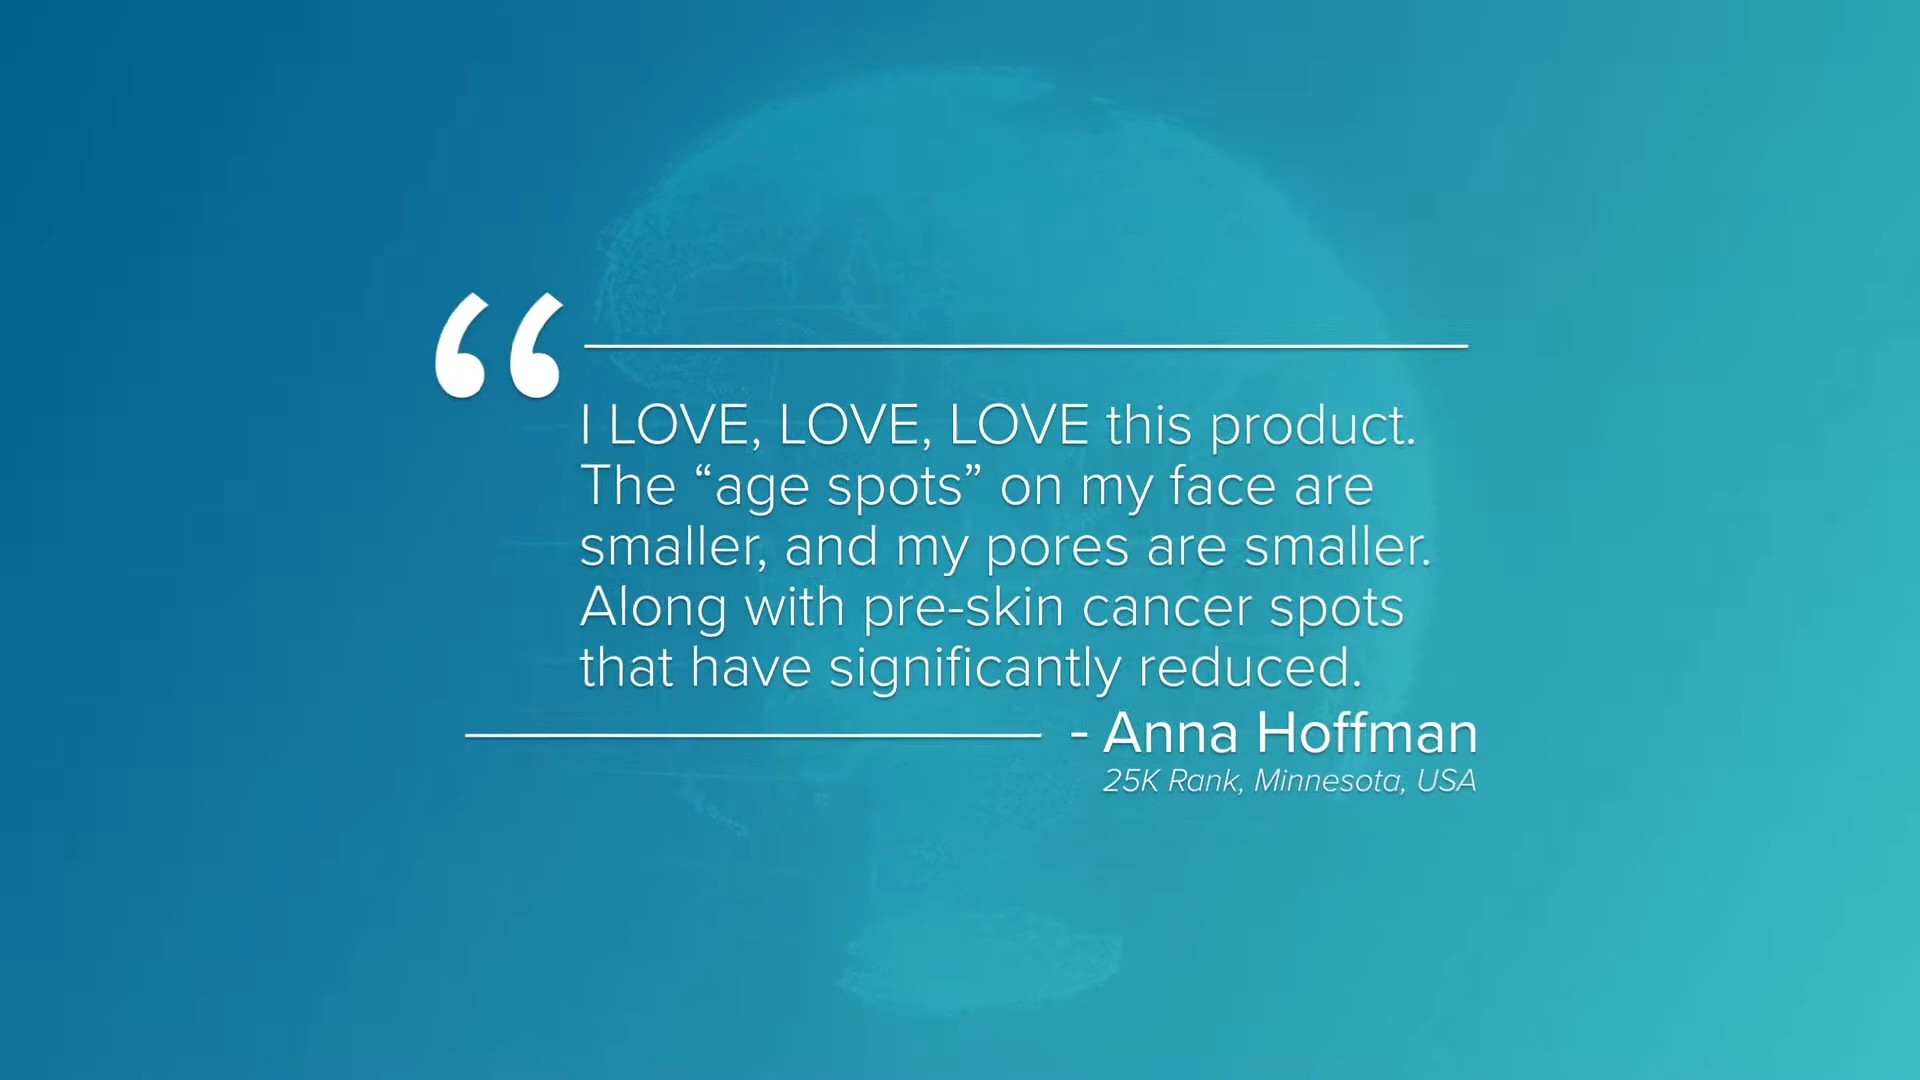 “
I LOVE, LOVE, LOVE this product.
The “age spots” on my face are
smaller, and my pores are smaller.
Along with pre-skin cancer spots
that have significantly reduced.
- Anna Hoffman
25K Rank, Minnesota, USA